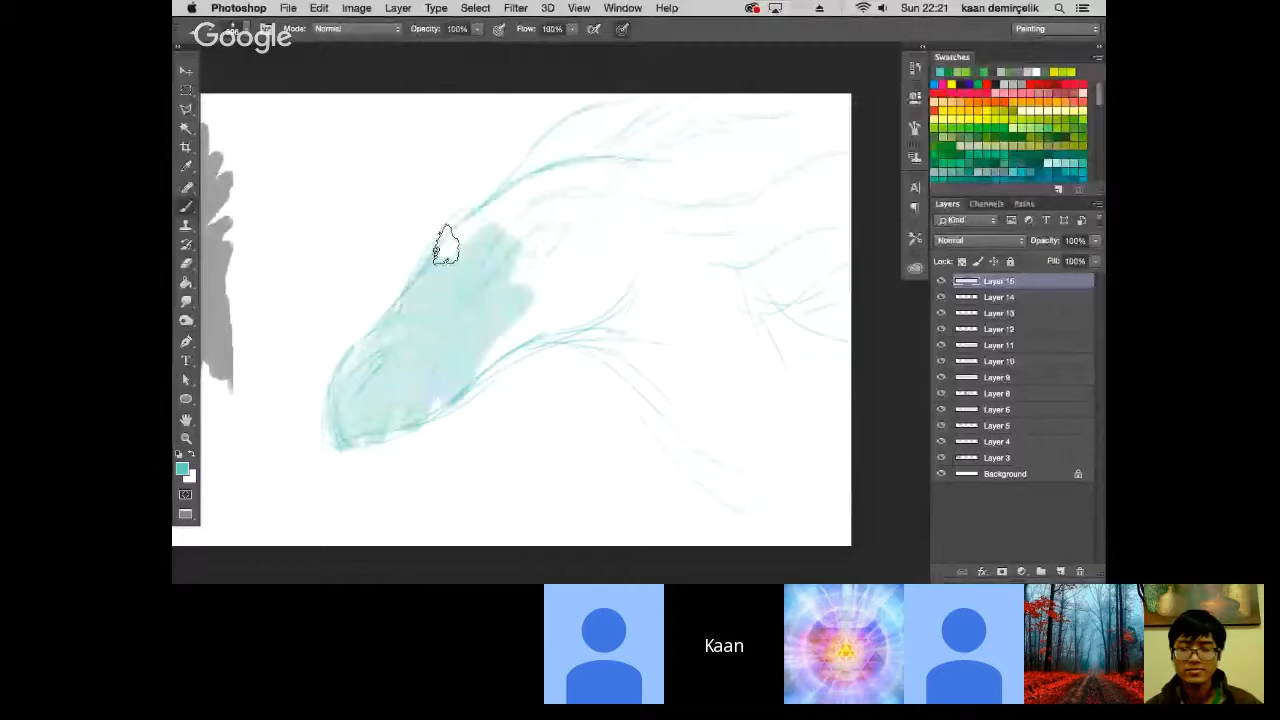 Photoshop File Edit Image Layer Type Select Filter 3D View Window Help Sun 22:21 kaan demirçelik
Google
Mode: Normal Opacity: 100% Flow: 100% Painting
Swatches
Layers Channels Paths
Kind
Normal Opacity: 100%
Lock: Fill: 100%
Layer 15
Layer 14
Layer 13
Layer 12
Layer 11
Layer 10
Layer 9
Layer 8
Layer 6
Layer 5
Layer 4
Layer 3
Background
Kaan